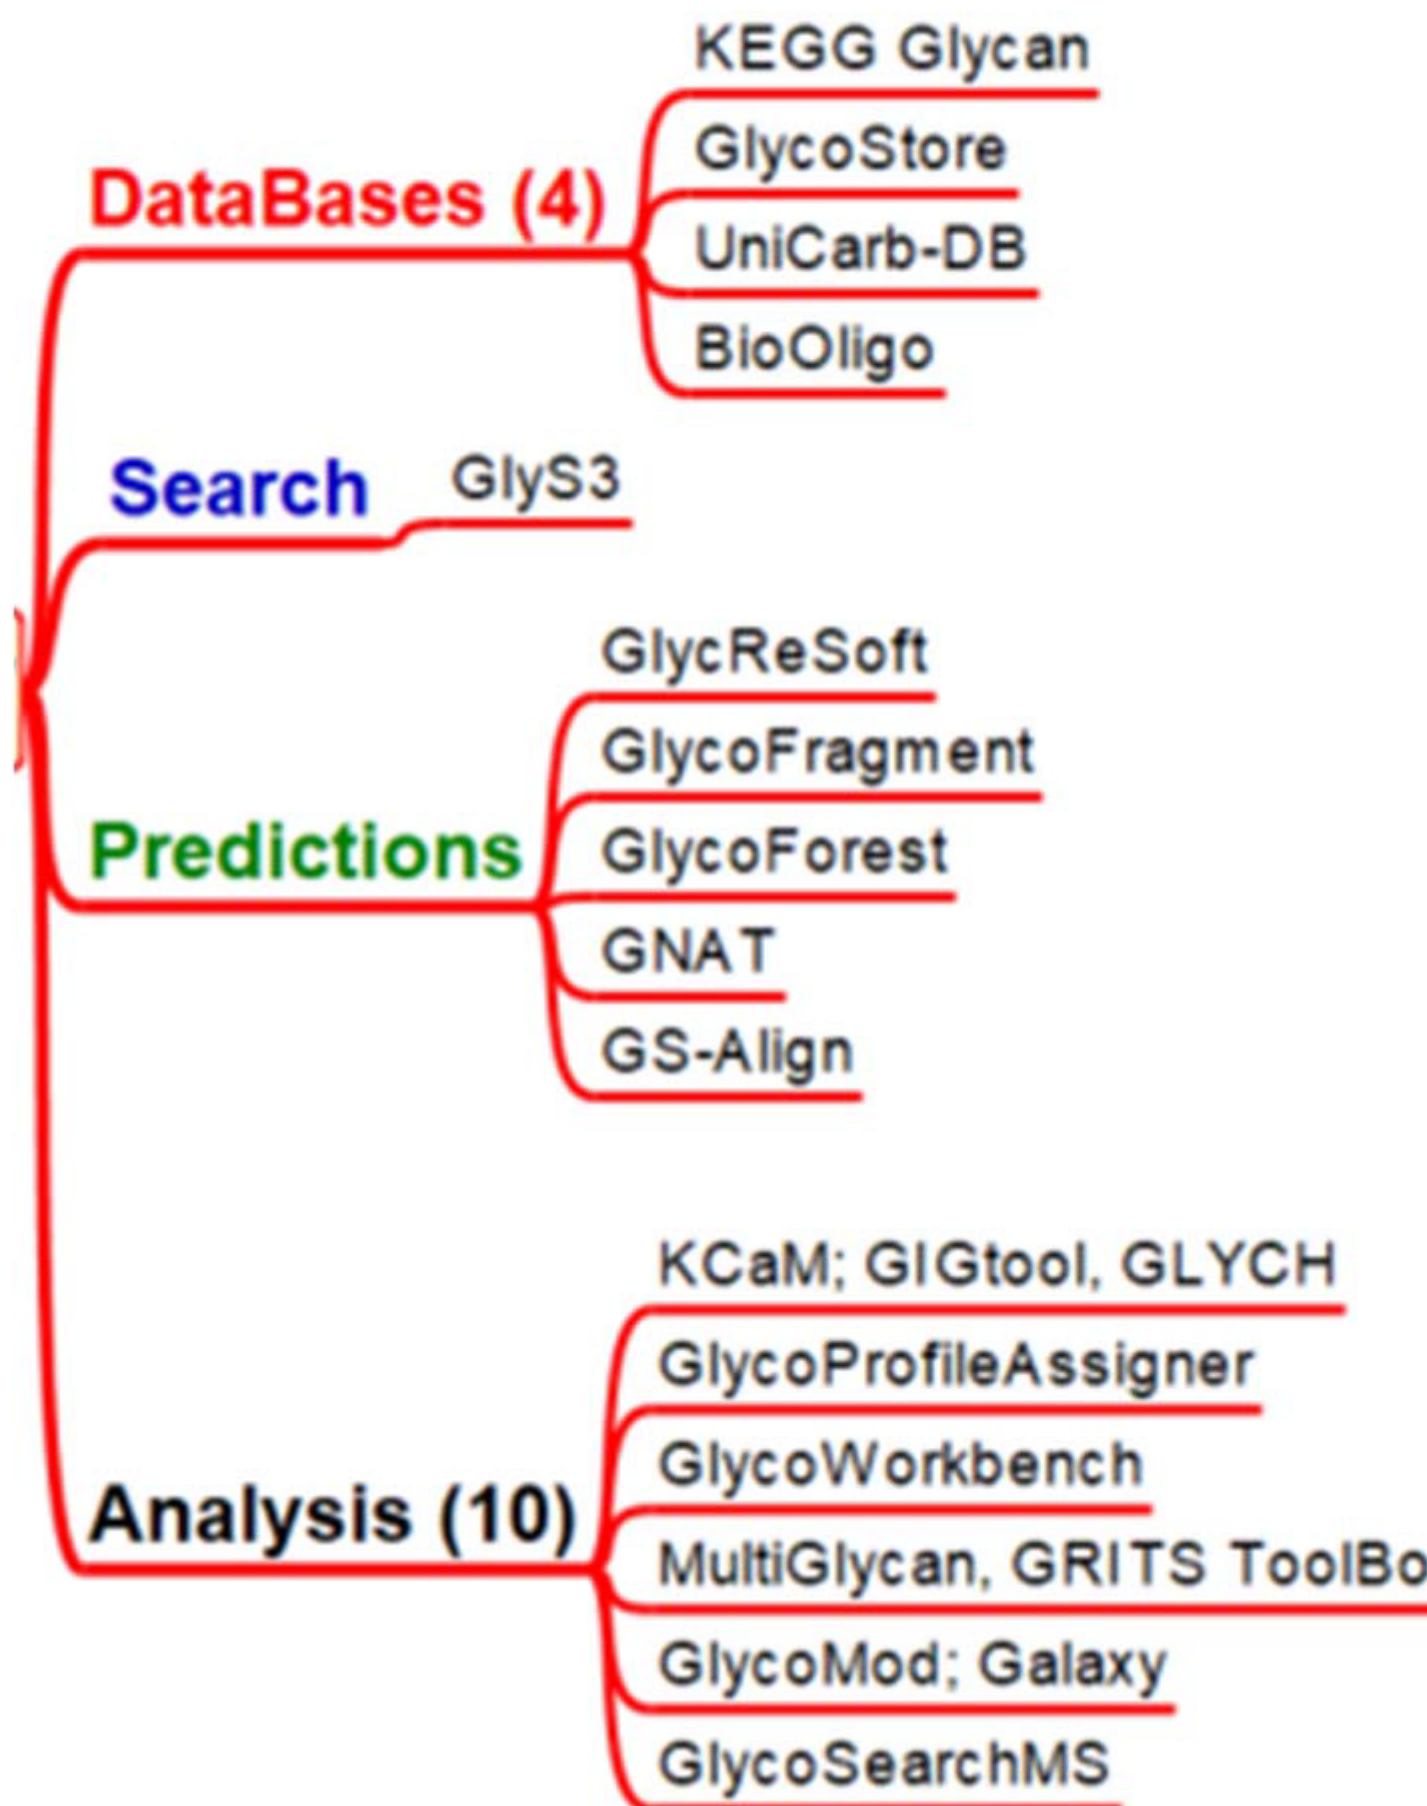 KEGG Glycan
GlycoStore
DataBases (4)
UniCarb-DB
BioOligo
Search
GlyS3
GlycReSoft
GlycoFragment
Predictions
GlycoForest
GNAT
GS-Align
KCaM; GIGtool, GLYCH
GlycoProfileAssigner
GlycoWorkbench
Analysis (10)
MultiGlycan, GRITS ToolBo
GlycoMod; Galaxy
GlycoSearchMS